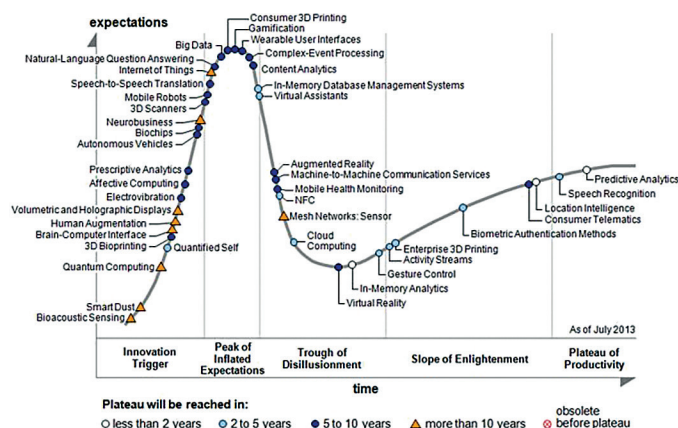 expectations
Consumer 3D Printing
Gamification
Wearable User Interfaces
Big Data
Complex-Event Processing
Natural-Language Question Answering
Content Analytics
Internet of Things
Speech-to-Speech Translation
In-Memory Database Management Systems
Mobile Robots
Virtual Assistants
3D Scanners
Neurobusiness
Biochips
Autonomous Vehicles
Augmented Reality
Prescriptive Analytics
Machine-to-Machine Communication Services
Affective Computing
Mobile Health Monitoring
Electrovibration
NFC
Volumetric and Holographic Displays
Mesh Networks: Sensor
Human Augmentation
Brain-Computer Interface
3D Bioprinting
Quantified Self
Cloud
Computing
Quantum Computing
Smart Dust
Bioacoustic Sensing
Predictive Analytics
Speech Recognition
Location Intelligence
Consumer Telematics
Biometric Authentication Methods
Enterprise 3D Printing
Activity Streams
Gesture Control
In-Memory Analytics
Virtual Reality
As of July 2013
Innovation
Trigger
Peak of
Inflated
Expectations
Trough of
Disillusionment
Slope of Enlightenment
Plateau of
Productivity
time
Plateau will be reached in:
less than 2 years
2 to 5 years
5 to 10 years
more than 10 years
obsolete
before plateau